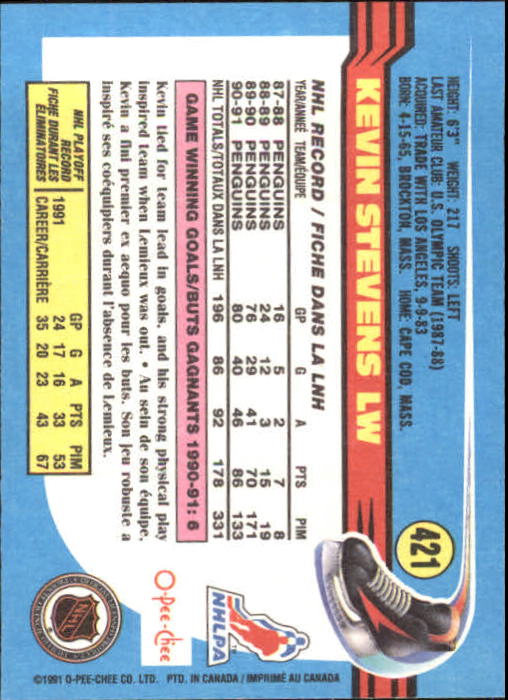 421
KEVIN STEVENS LW
HEIGHT: 6'3" WEIGHT: 217 SHOOTS: LEFT
LAST AMATEUR CLUB: U.S. OLYMPIC TEAM (1987-88)
ACQUIRED: TRADE WITH LOS ANGELES, 9-9-83
BORN: 4-15-65, BROCKTON, MASS. HOME: CAPE COD, MASS.
NHL RECORD / FICHE DANS LA LNH
YEAR/ANNÉE TEAM/ÉQUIPE GP G A PTS PIM
87-88 PENGUINS 16 5 2 7 8
88-89 PENGUINS 24 12 3 15 19
89-90 PENGUINS 76 29 41 70 171
90-91 PENGUINS 80 40 46 86 133
NHL TOTALS/TOTAUX DANS LA LNH 196 86 92 178 331
GAME WINNING GOALS/BUTS GAGNANTS 1990-91: 6
Kevin tied for team lead in goals, and his strong physical play
inspired team when Lemieux was out. • Au sein de son équipe,
Kevin a fini premier ex aequo pour les buts. Son jeu robuste a
inspiré ses coéquipiers durant l'absence de Lemieux.
NHL PLAYOFF
RECORD
FICHE DURANT LES
ÉLIMINATOIRES
GP G A PTS PIM
1991 24 17 16 33 53
CAREER/CARRIÈRE 35 20 23 43 67
NHLPA
TM
O-Pee-Chee
NHL
©1991 O-PEE-CHEE CO. LTD. PTD. IN CANADA / IMPRIMÉ AU CANADA